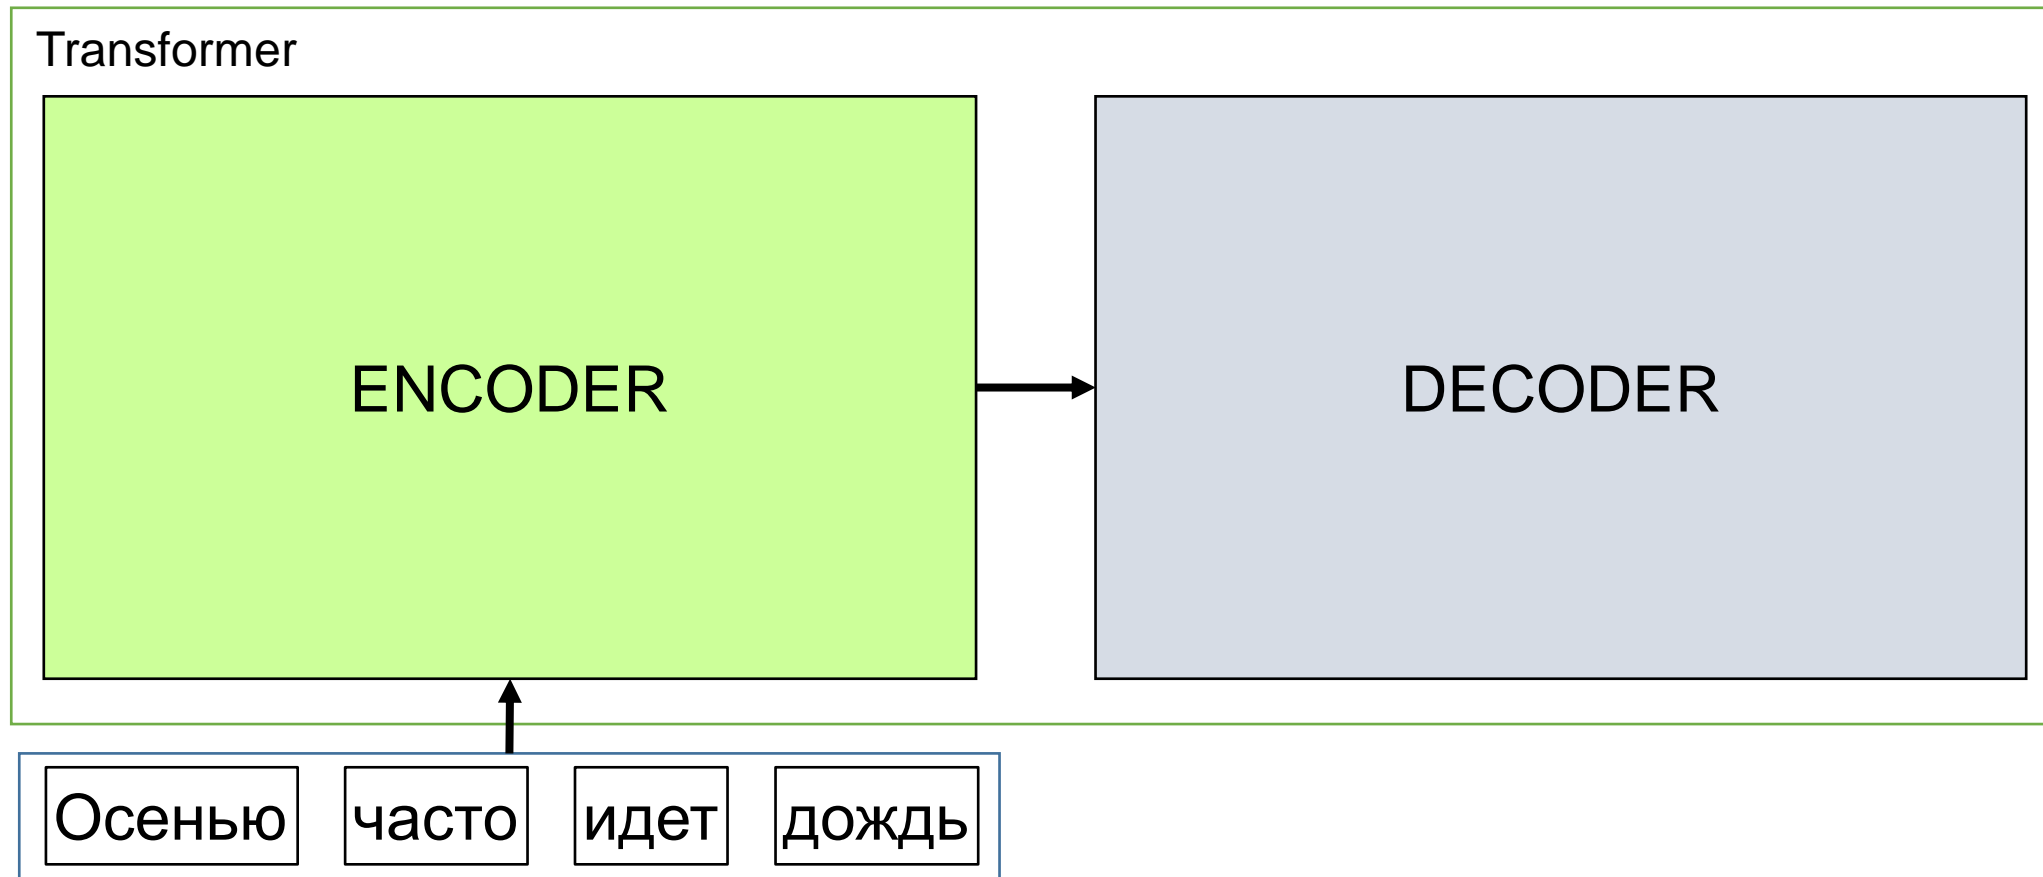 Transformer
ENCODER
DECODER
Осенью часто идет дождь